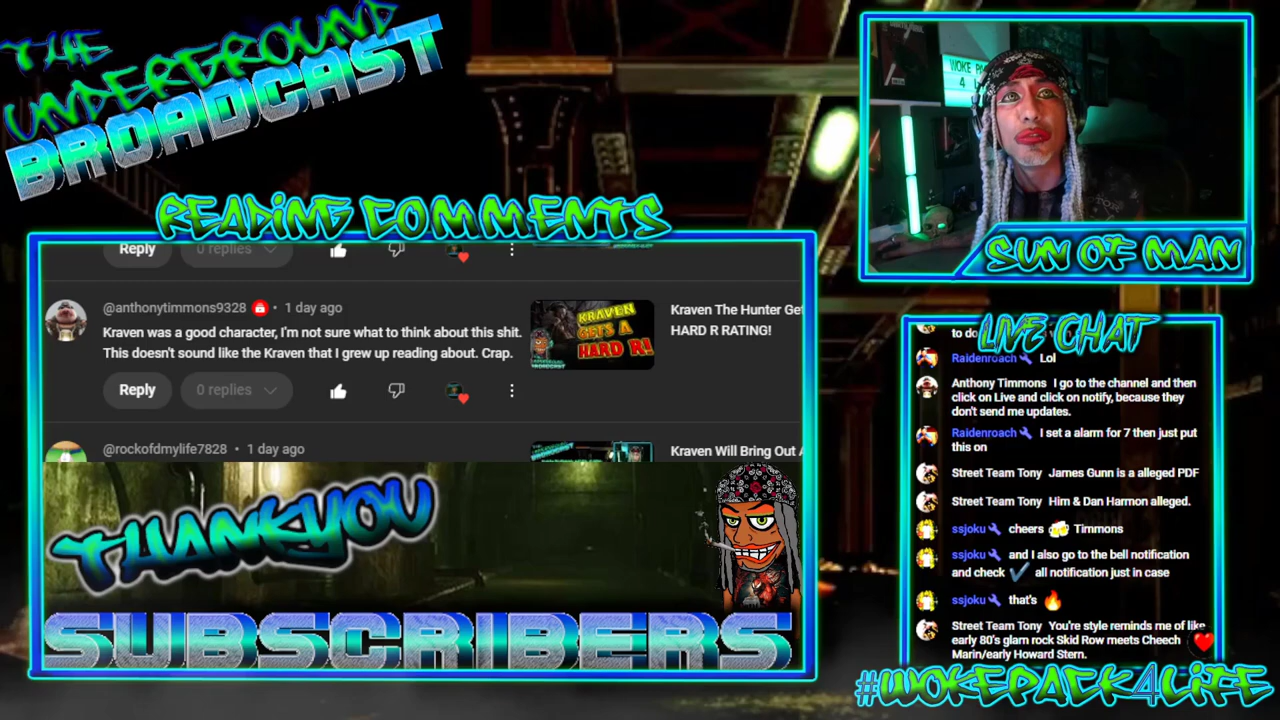 THE
UNDERGROUND
BROADCAST
READING COMMENTS
Reply 0 replies
@anthonytimmons9328 • 1 day ago
Kraven was a good character, I'm not sure what to think about this shit.
This doesn't sound like the Kraven that I grew up reading about. Crap.
KRAVEN
GETS A
HARD R!
Kraven The Hunter Get
HARD R RATING!
Reply 0 replies
@rockofdmylife7828 • 1 day ago
Kraven Will Bring Out
THANKYOU
SUBSCRIBERS
WOKE
4
SUN OF MAN
LIVE CHAT
to do
Raidenroach Lol
Anthony Timmons I go to the channel and then
click on Live and click on notify, because they
don't send me updates.
Raidenroach I set a alarm for 7 then just put
this on
Street Team Tony James Gunn is a alleged PDF
Street Team Tony Him & Dan Harmon alleged.
ssjoku cheers 🍻 Timmons
ssjoku and I also go to the bell notification
and check ✔️ all notification just in case
ssjoku that's 🔥
Street Team Tony You're style reminds me of like
early 80's glam rock Skid Row meets Cheech
Marin/early Howard Stern.
#WOKEPACK4LIFE